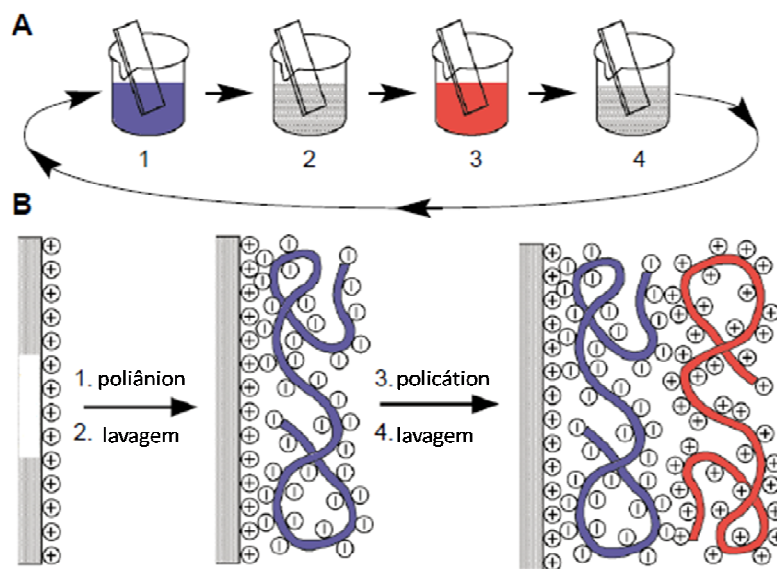 A
1 2 3 4
B
1. poliânion
2. lavagem
3. policátion
4. lavagem